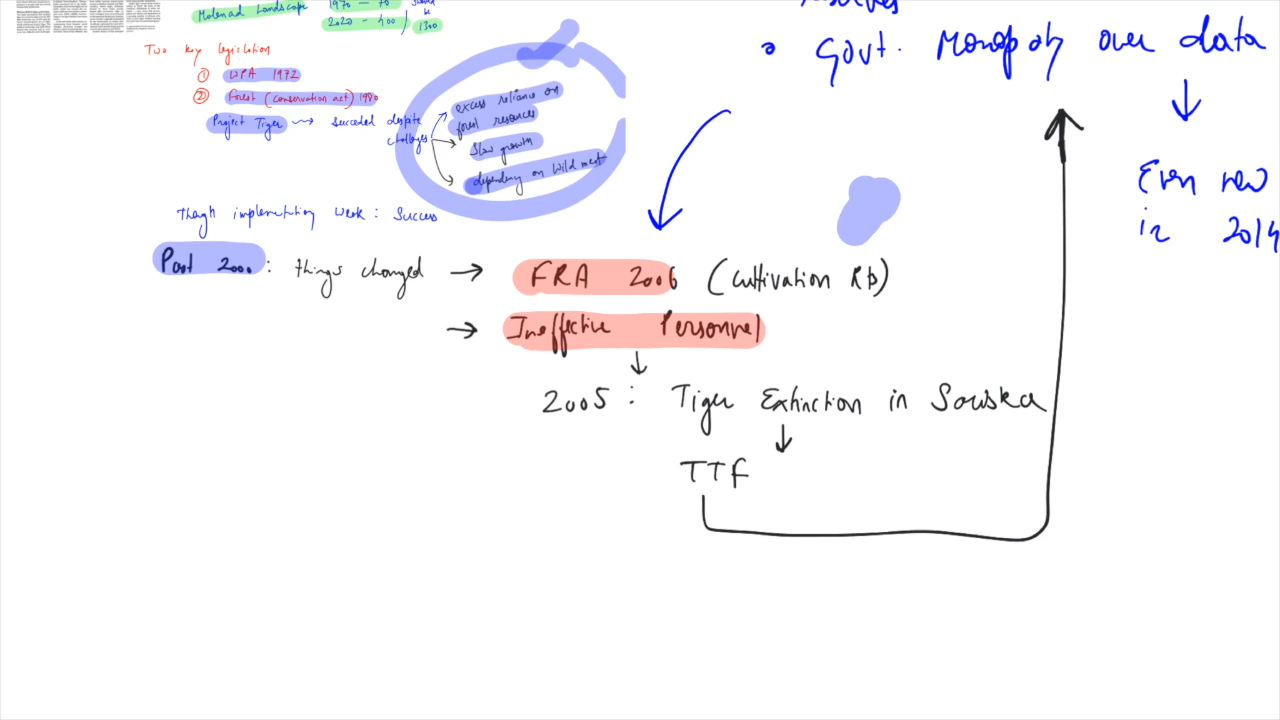 Malenad Landscape 1970 - 70
2020 - 400 / 1300
Two key legislation
① WPA 1972
② Forest (conservation act) 1980
Project Tiger → succeeded despite challenges
excess reliance on
forest resources
slow growth
dependency on wild meat
Though implementation weak : Success
Post 2000 : things changed → FRA 2006 (Cultivation Rts)
→ Ineffective Personnel
↓
2005 : Tiger Extinction in Sariska
↓
TTF
• Govt. Monopoly over data
↓
Even now
in 2014